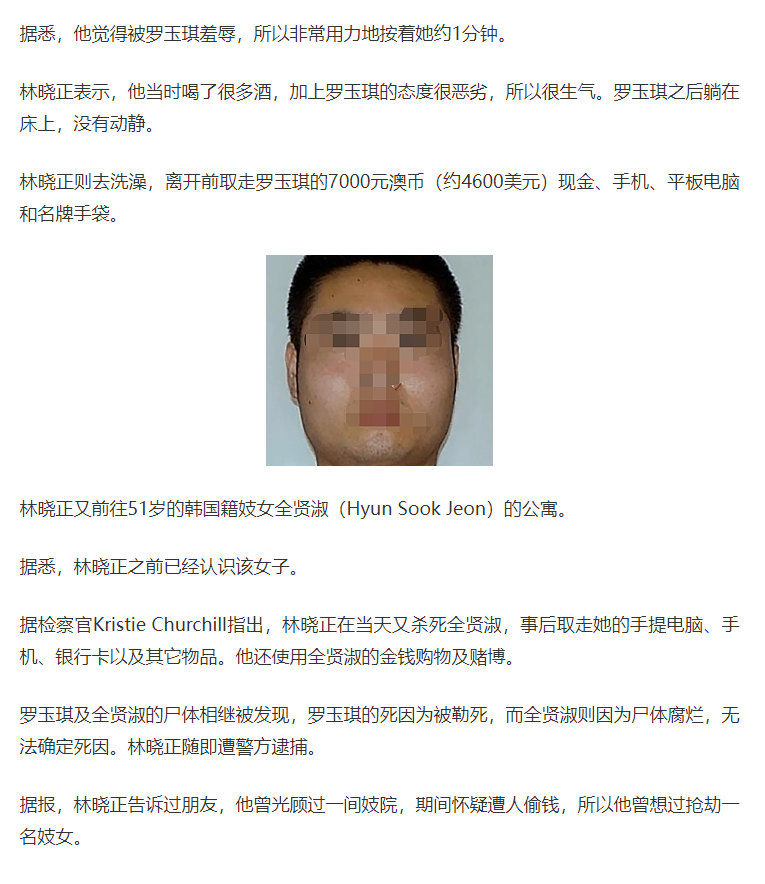 据悉，他觉得被罗玉琪羞辱，所以非常用力地按着她约1分钟。
林晓正表示，他当时喝了很多酒，加上罗玉琪的态度很恶劣，所以很生气。罗玉琪之后躺在
床上，没有动静。
林晓正则去洗澡，离开前取走罗玉琪的7000元澳币（约4600美元）现金、手机、平板电脑
和名牌手袋。
林晓正又前往51岁的韩国籍妓女全贤淑（Hyun Sook Jeon）的公寓。
据悉，林晓正之前已经认识该女子。
据检察官Kristie Churchill指出，林晓正在当天又杀死全贤淑，事后取走她的手提电脑、手
机、银行卡以及其它物品。他还使用全贤淑的金钱购物及赌博。
罗玉琪及全贤淑的尸体相继被发现，罗玉琪的死因为被勒死，而全贤淑则因为尸体腐烂，无
法确定死因。林晓正随即遭警方逮捕。
据报，林晓正告诉过朋友，他曾光顾过一间妓院，期间怀疑遭人偷钱，所以他曾想过抢劫一
名妓女。